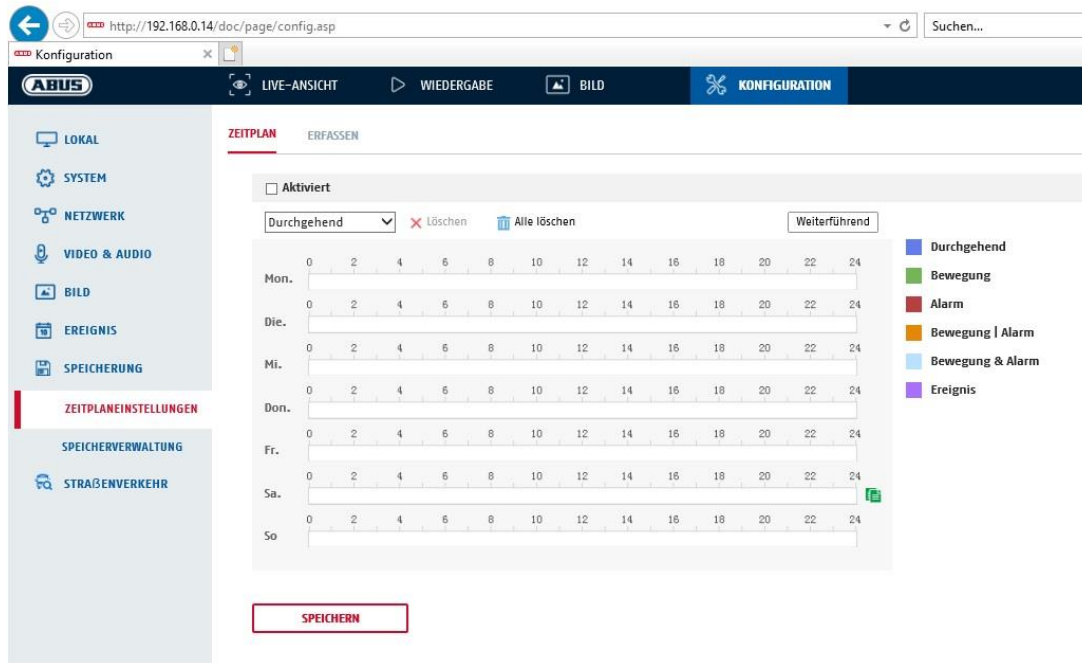 http://192.168.0.14/doc/page/config.asp
Suchen...
Konfiguration
ABUS
LIVE-ANSICHT
WIEDERGABE
BILD
KONFIGURATION
LOKAL
SYSTEM
NETZWERK
VIDEO & AUDIO
BILD
EREIGNIS
SPEICHERUNG
ZEITPLANEINSTELLUNGEN
SPEICHERVERWALTUNG
STRAßENVERKEHR
ZEITPLAN ERFASSEN
Aktiviert
Durchgehend Löschen Alle löschen Weiterführend
0 2 4 6 8 10 12 14 16 18 20 22 24
Mon.
0 2 4 6 8 10 12 14 16 18 20 22 24
Die.
0 2 4 6 8 10 12 14 16 18 20 22 24
Mi.
0 2 4 6 8 10 12 14 16 18 20 22 24
Don.
0 2 4 6 8 10 12 14 16 18 20 22 24
Fr.
0 2 4 6 8 10 12 14 16 18 20 22 24
Sa.
0 2 4 6 8 10 12 14 16 18 20 22 24
So
Durchgehend
Bewegung
Alarm
Bewegung | Alarm
Bewegung & Alarm
Ereignis
SPEICHERN